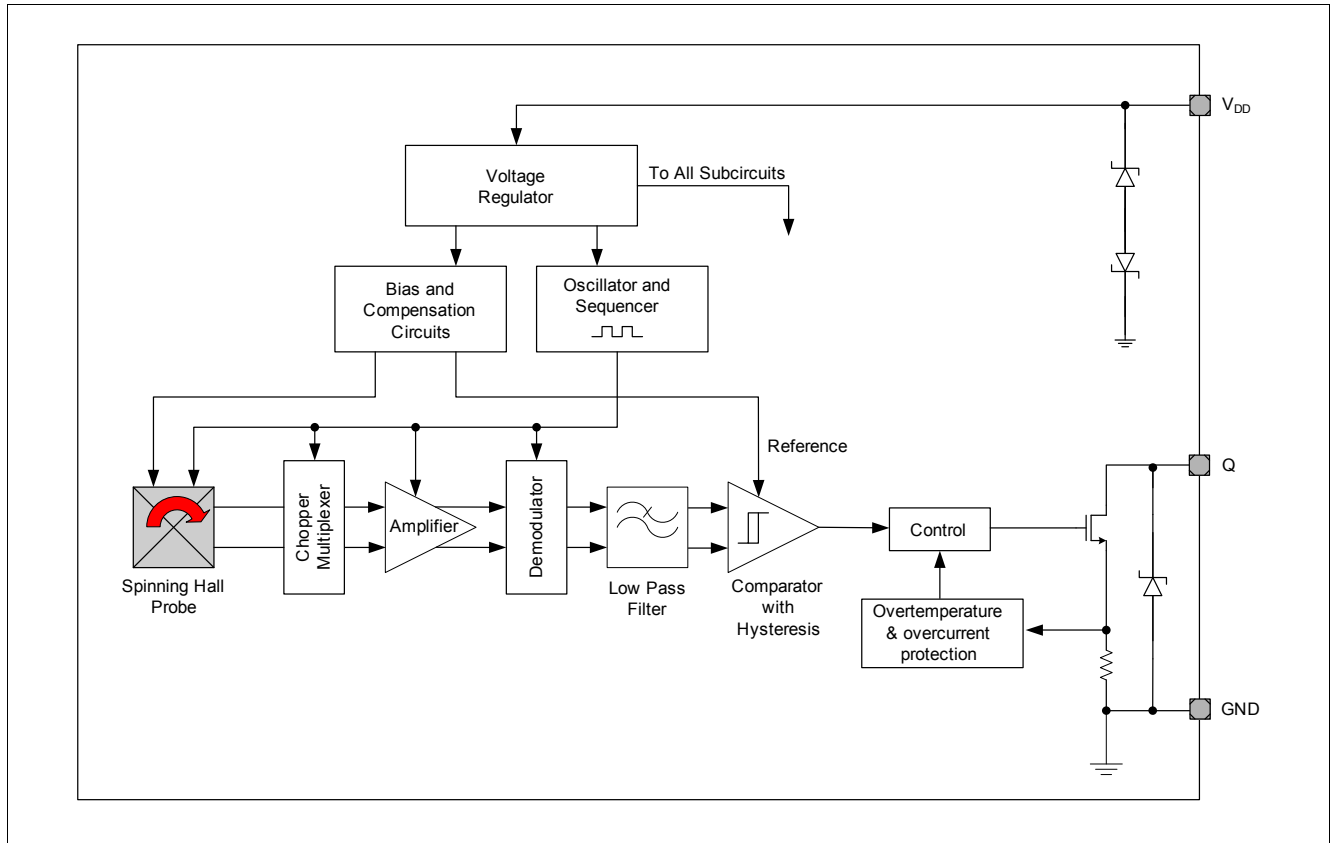 V_DD
Voltage
Regulator
To All Subcircuits
Bias and
Compensation
Circuits
Oscillator and
Sequencer
Reference
Q
Chopper
Multiplexer
Amplifier
Demodulator
Control
Spinning Hall
Probe
Low Pass
Filter
Comparator
with
Hysteresis
Overtemperature
& overcurrent
protection
GND